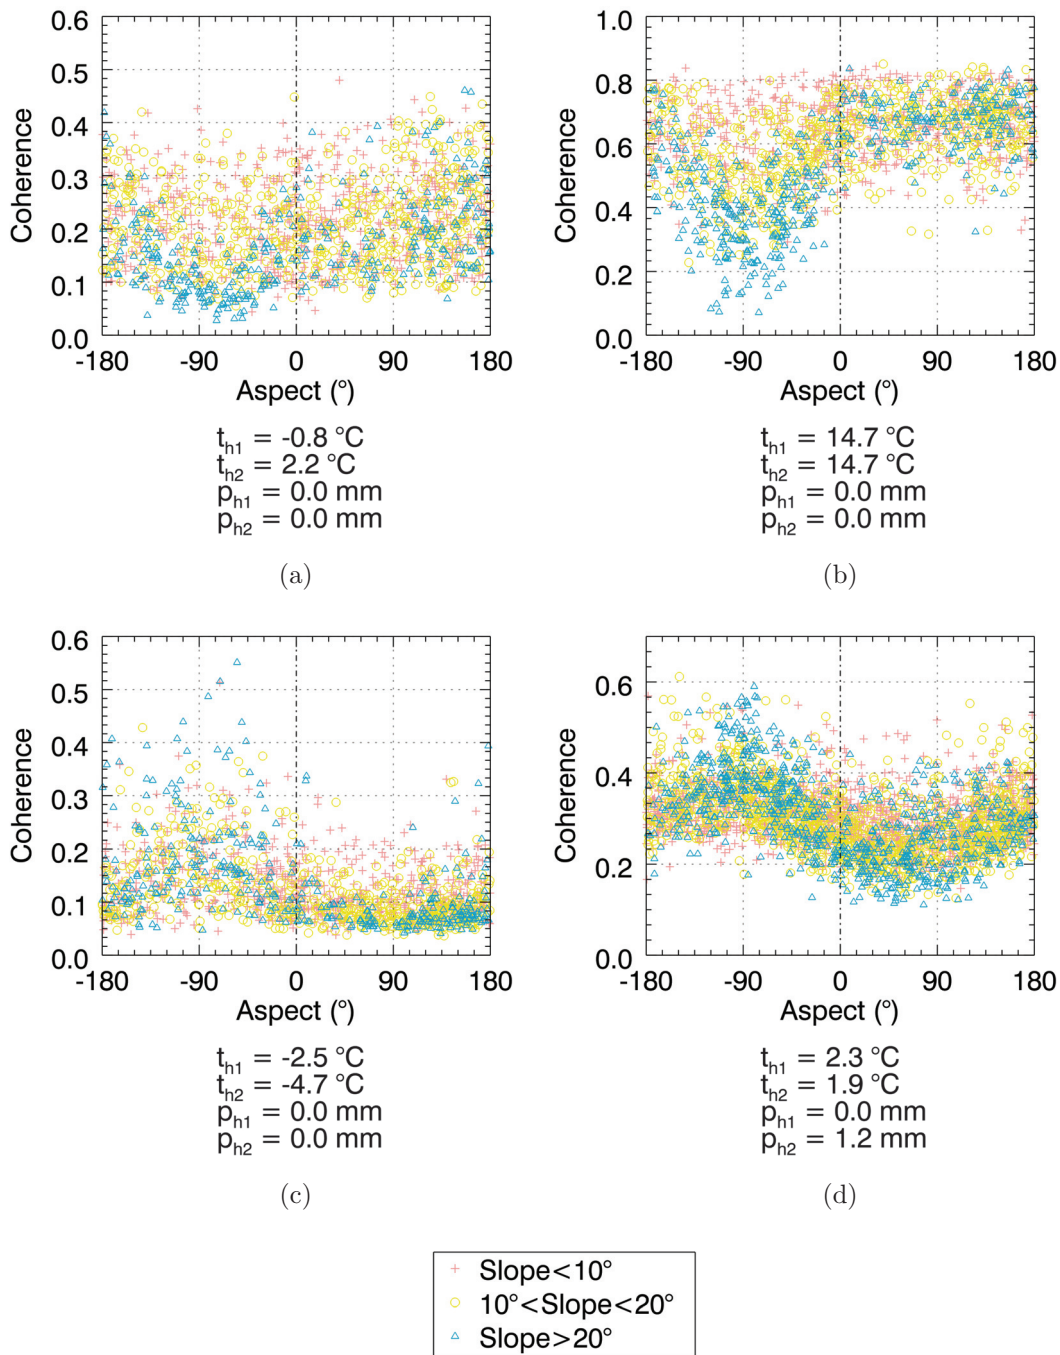 0.6
0.5
0.4
0.3
0.2
0.1
0.0
Coherence
-180 -90 0 90 180
Aspect (°)
t_h1 = -0.8 °C
t_h2 = 2.2 °C
p_h1 = 0.0 mm
p_h2 = 0.0 mm
(a)
1.0
0.8
0.6
0.4
0.2
0.0
Coherence
-180 -90 0 90 180
Aspect (°)
t_h1 = 14.7 °C
t_h2 = 14.7 °C
p_h1 = 0.0 mm
p_h2 = 0.0 mm
(b)
0.6
0.5
0.4
0.3
0.2
0.1
0.0
Coherence
-180 -90 0 90 180
Aspect (°)
t_h1 = -2.5 °C
t_h2 = -4.7 °C
p_h1 = 0.0 mm
p_h2 = 0.0 mm
(c)
0.6
0.4
0.2
0.0
Coherence
-180 -90 0 90 180
Aspect (°)
t_h1 = 2.3 °C
t_h2 = 1.9 °C
p_h1 = 0.0 mm
p_h2 = 1.2 mm
(d)
Slope<10°
10°<Slope<20°
Slope>20°